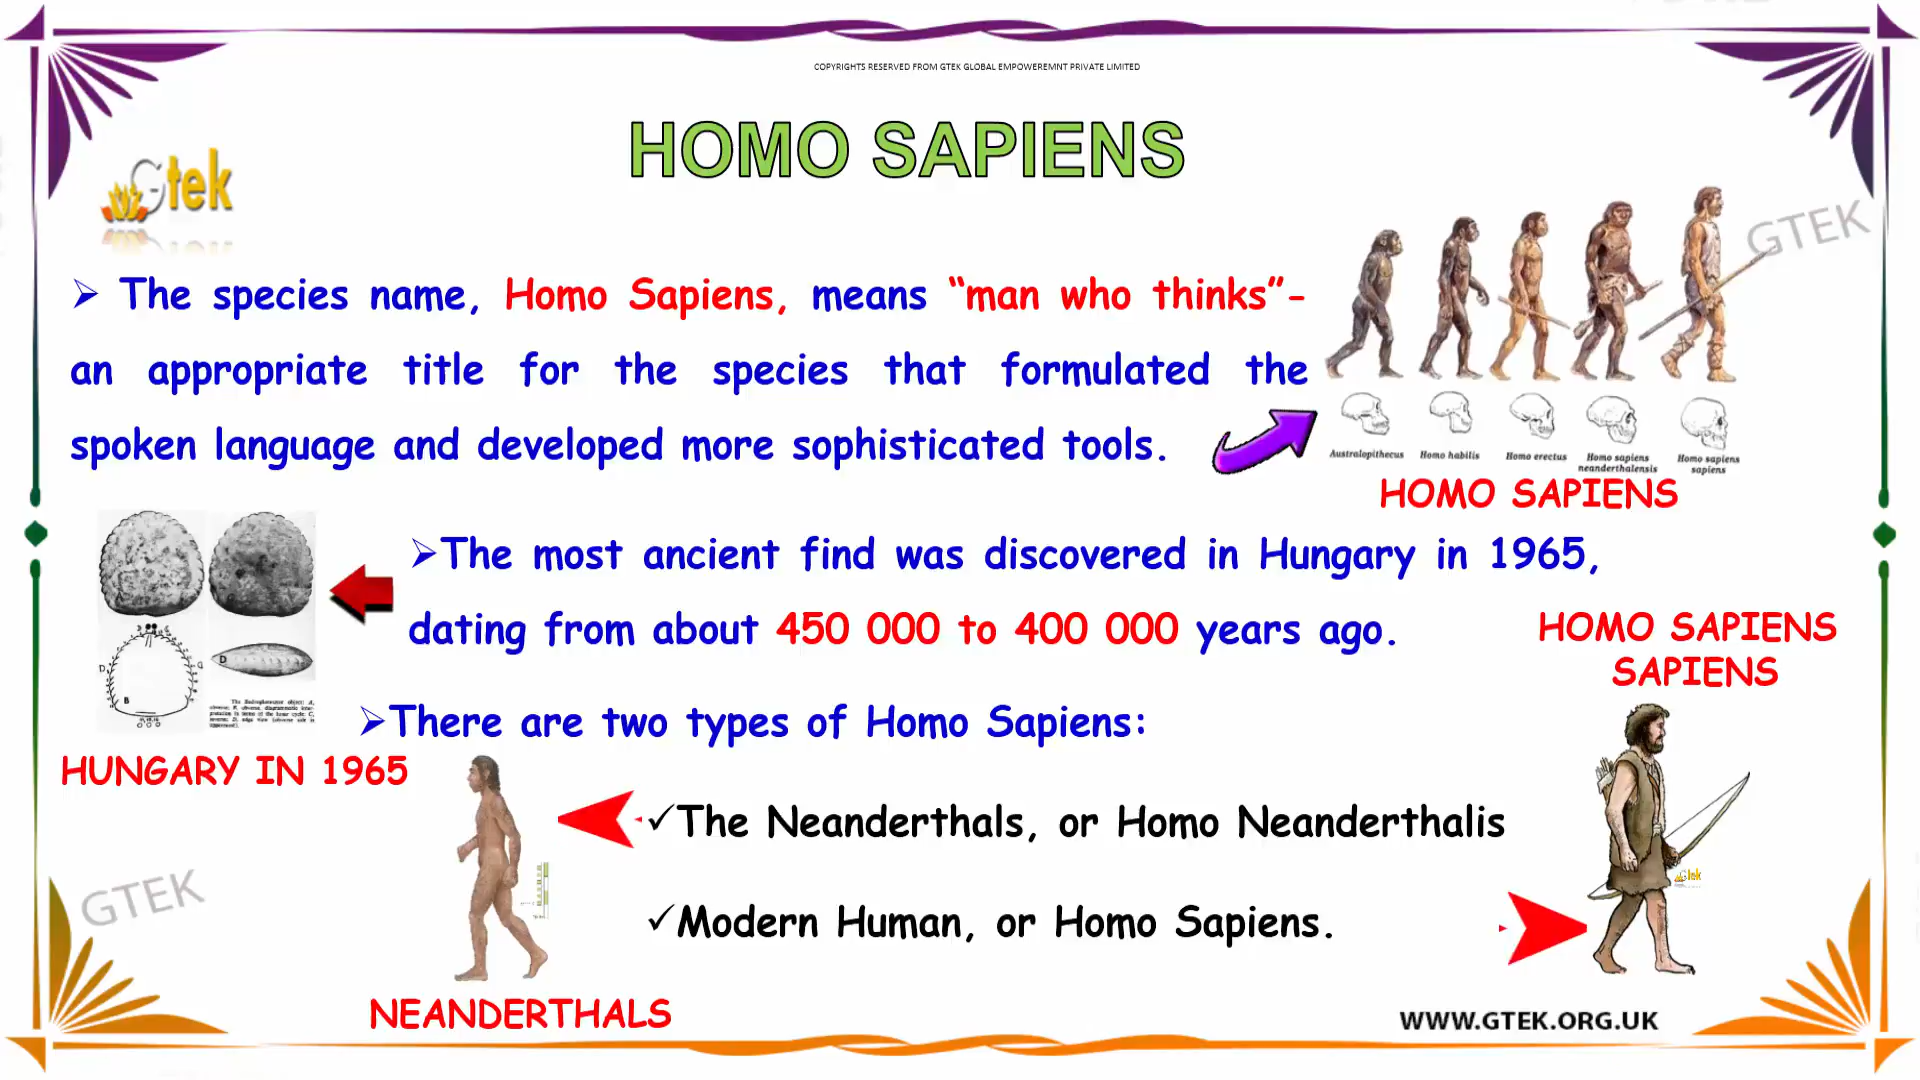 COPYRIGHTS RESERVED FROM GTEK GLOBAL EMPOWEREMNT PRIVATE LIMITED
HOMO SAPIENS
Gtek
GTEK
➢ The species name, Homo Sapiens, means “man who thinks”-
an appropriate title for the species that formulated the
spoken language and developed more sophisticated tools.
Australopithecus
Homo habilis
Homo erectus
Homo sapiens
neanderthalensis
Homo sapiens
sapiens
HOMO SAPIENS
➢The most ancient find was discovered in Hungary in 1965,
dating from about 450 000 to 400 000 years ago.
D
B
D
HUNGARY IN 1965
➢There are two types of Homo Sapiens:
HOMO SAPIENS
SAPIENS
✓The Neanderthals, or Homo Neanderthalis
✓Modern Human, or Homo Sapiens.
Gtek
GTEK
NEANDERTHALS
WWW.GTEK.ORG.UK